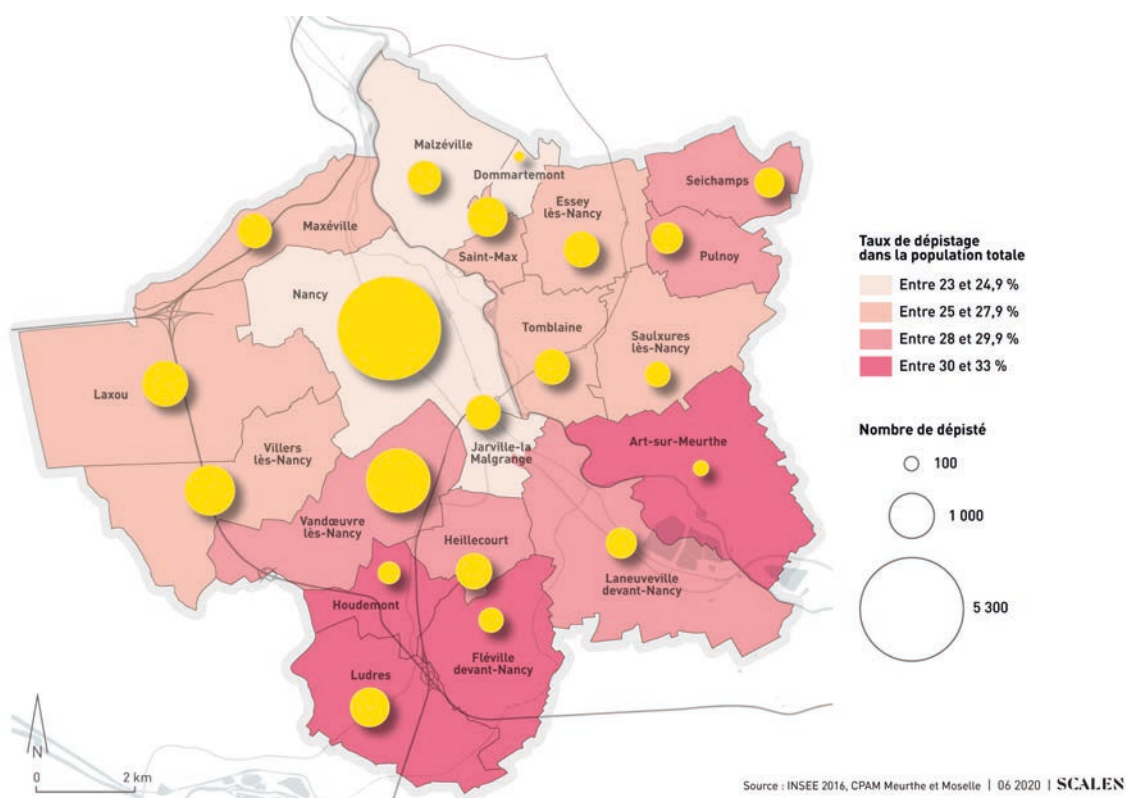 Malzéville
Dommartemont
Seichamps
Essey
lès-Nancy
Maxéville
Saint-Max
Pulnoy
Nancy
Tomblaine
Saulxures
lès-Nancy
Laxou
Villers
lès-Nancy
Jarville-la
Malgrange
Art-sur-Meurthe
Vandœuvre
lès-Nancy
Heillecourt
Laneuveville
devant-Nancy
Houdemont
Fléville
devant-Nancy
Ludres
N
0 2 km
Taux de dépistage
dans la population totale
Entre 23 et 24,9 %
Entre 25 et 27,9 %
Entre 28 et 29,9 %
Entre 30 et 33 %
Nombre de dépisté
100
1 000
5 300
Source : INSEE 2016, CPAM Meurthe et Moselle | 06 2020 | SCALEN